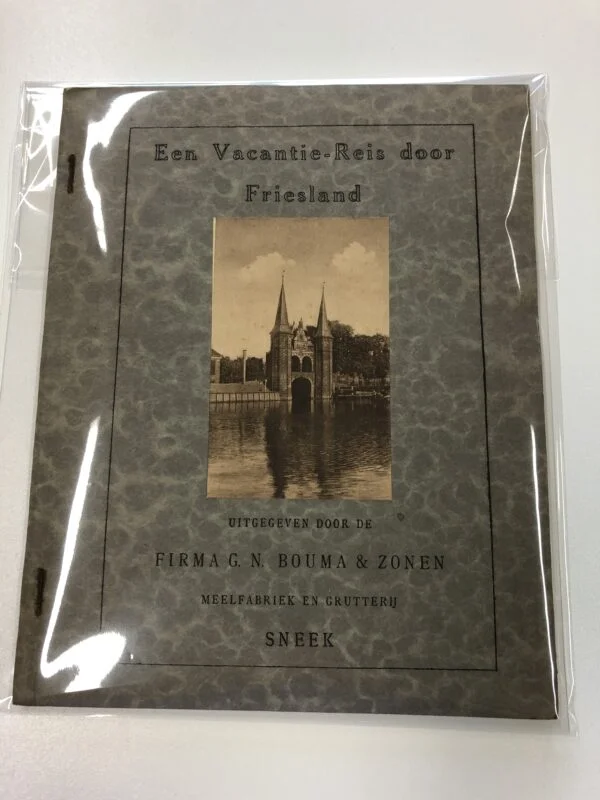 Een Vacantie-Reis door
Friesland
UITGEGEVEN DOOR DE
FIRMA G. N. BOUMA & ZONEN
MEELFABRIEK EN GRUTTERIJ
SNEEK